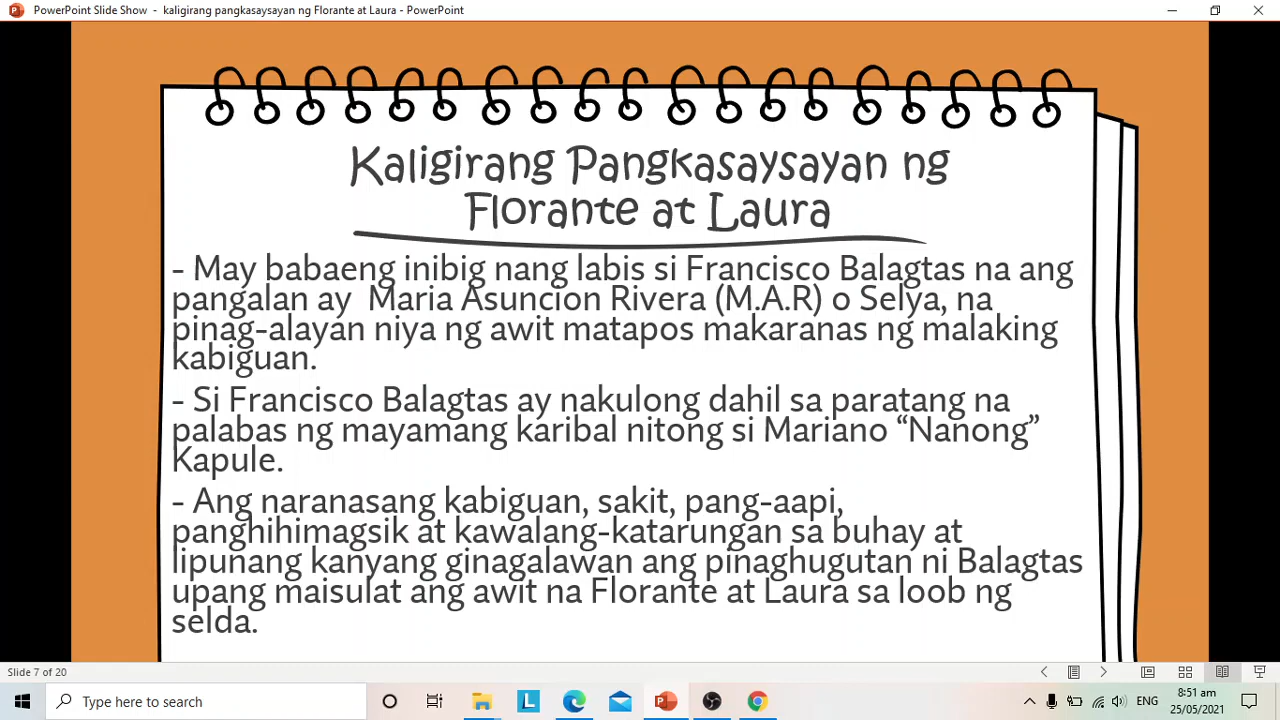 PowerPoint Slide Show - kaligirang pangkasaysayan ng Florante at Laura - PowerPoint
Kaligirang Pangkasaysayan ng
Florante at Laura
- May babaeng inibig nang labis si Francisco Balagtas na ang
pangalan ay Maria Asuncion Rivera (M.A.R) o Selya, na
pinag-alayan niya ng awit matapos makaranas ng malaking
kabiguan.
- Si Francisco Balagtas ay nakulong dahil sa paratang na
palabas ng mayamang karibal nitong si Mariano “Nanong”
Kapule.
- Ang naranasang kabiguan, sakit, pang-aapi,
panghihimagsik at kawalang-katarungan sa buhay at
lipunang kanyang ginagalawan ang pinaghugutan ni Balagtas
upang maisulat ang awit na Florante at Laura sa loob ng
selda.
Slide 7 of 20
Type here to search
L
ENG
8:51 am
25/05/2021